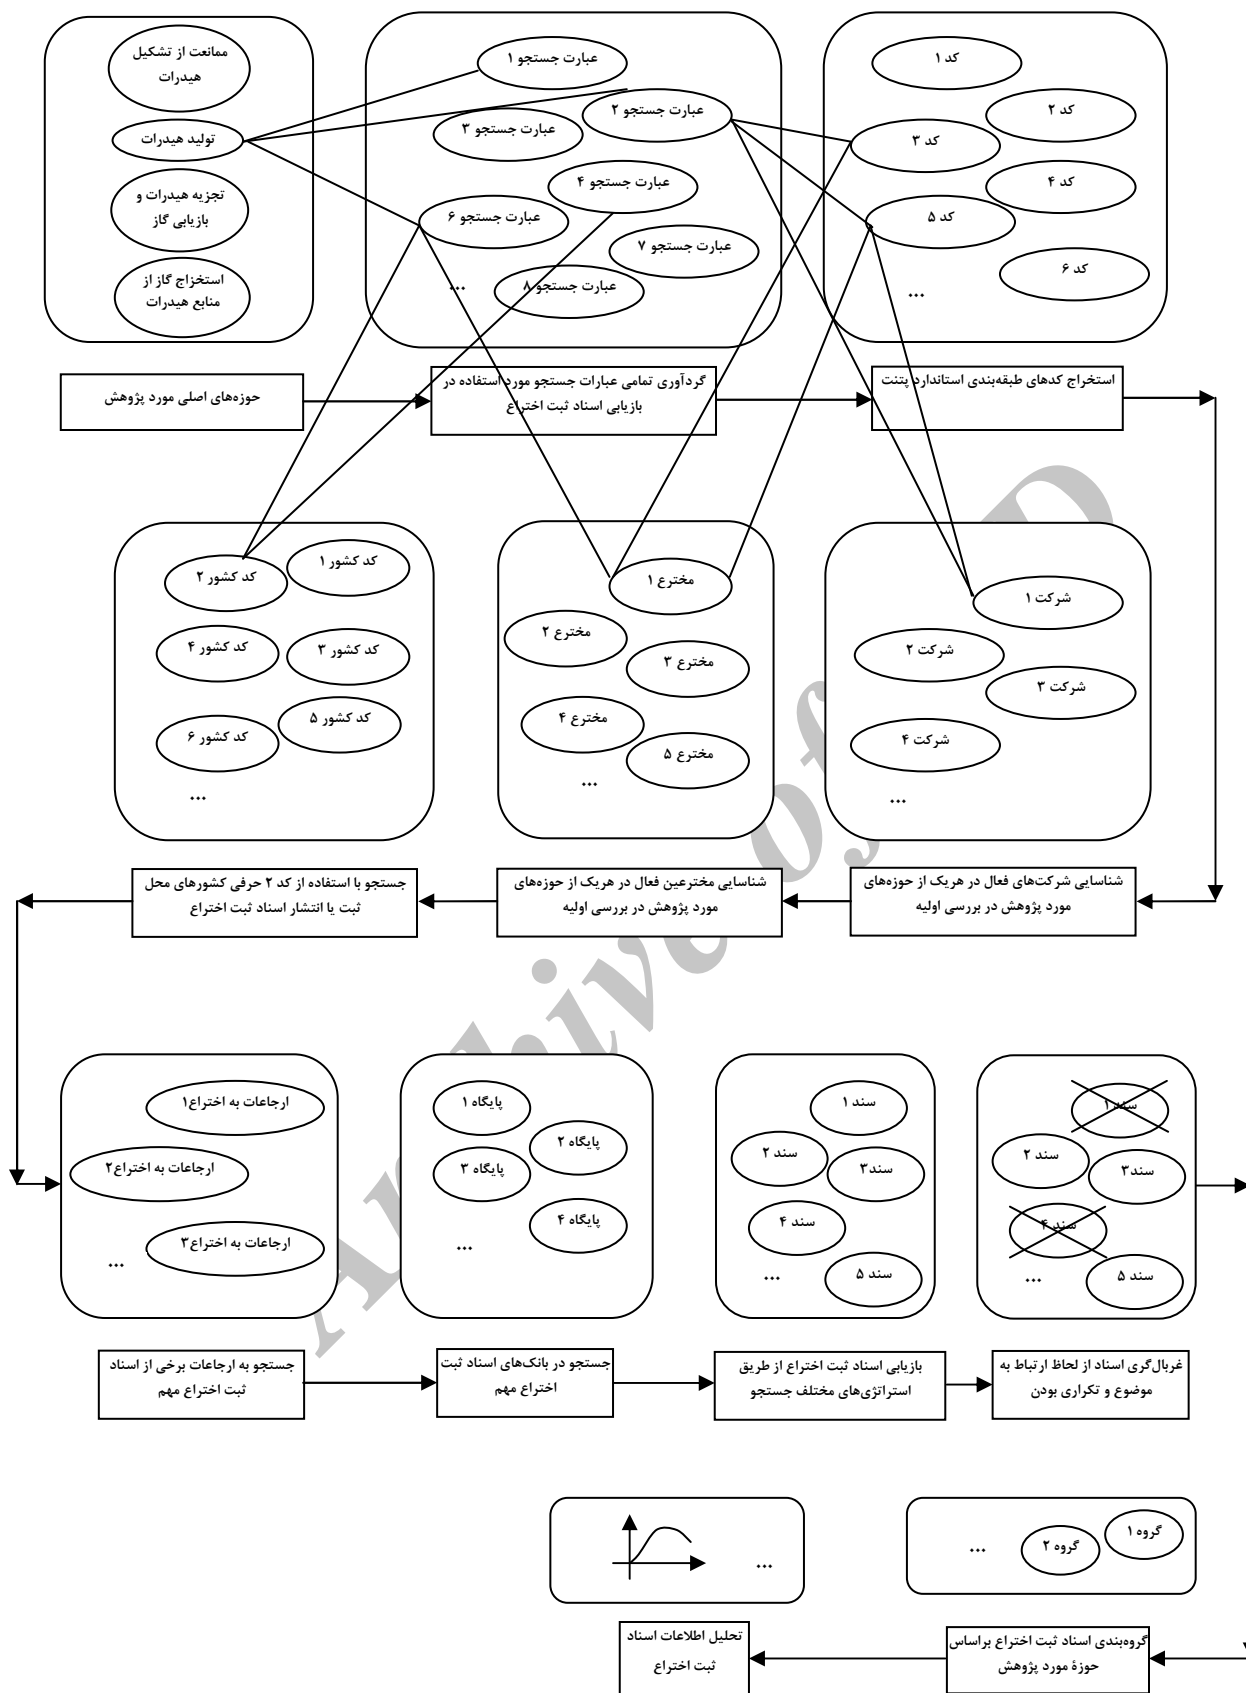 ممانعت از تشکیل
هیدرات
تولید هیدرات
تجزیه هیدرات و
بازیابی گاز
استخزاج گاز از
منابع هیدرات
عبارت جستجو ۱
عبارت جستجو ۲
عبارت جستجو ۳
عبارت جستجو ۴
عبارت جستجو ۶
عبارت جستجو ۷
عبارت جستجو ۸
...
کد ۱
کد ۲
کد ۳
کد ۴
کد ۵
کد ۶
...
حوزه‌های اصلی مورد پژوهش
گردآوری تمامی عبارات جستجو مورد استفاده در
بازیابی اسناد ثبت اختراع
استخراج کدهای طبقه‌بندی استاندارد پتنت
کد کشور ۱
کد کشور ۲
کد کشور ۳
کد کشور ۴
کد کشور ۵
کد کشور ۶
...
مخترع ۱
مخترع ۲
مخترع ۳
مخترع ۴
مخترع ۵
...
شرکت ۱
شرکت ۲
شرکت ۳
شرکت ۴
...
شناسایی شرکت‌های فعال در هریک از حوزه‌های
مورد پژوهش در بررسی اولیه
شناسایی مخترعین فعال در هریک از حوزه‌های
مورد پژوهش در بررسی اولیه
جستجو با استفاده از کد ۲ حرفی کشورهای محل
ثبت یا انتشار اسناد ثبت اختراع
ارجاعات به اختراع۱
ارجاعات به اختراع۲
ارجاعات به اختراع۳
...
پایگاه ۱
پایگاه ۲
پایگاه ۳
پایگاه ۴
...
سند ۱
سند ۲
سند۳
سند ۴
سند ۵
...
سند ۱
سند ۲
سند۳
سند ۴
سند ۵
...
جستجو به ارجاعات برخی از اسناد
ثبت اختراع مهم
جستجو در بانک‌های اسناد ثبت
اختراع مهم
بازیابی اسناد ثبت اختراع از طریق
استراتژی‌های مختلف جستجو
غربال‌گری اسناد از لحاظ ارتباط به
موضوع و تکراری بودن
گروه ۱
گروه ۲
...
...
گروه‌بندی اسناد ثبت اختراع براساس
حوزهٔ مورد پژوهش
تحلیل اطلاعات اسناد
ثبت اختراع